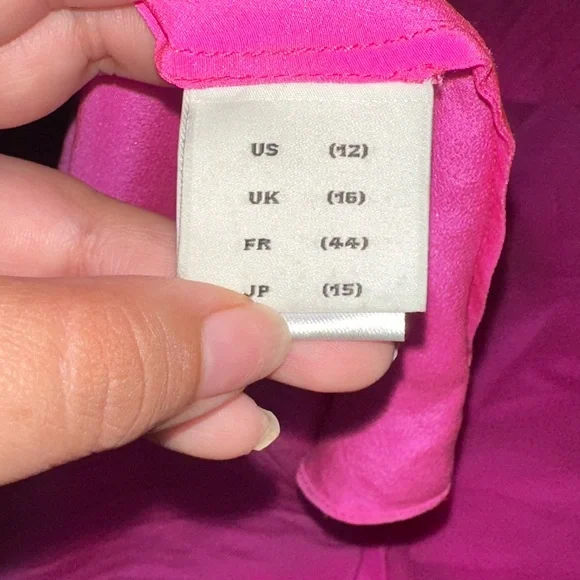 US (12)
UK (16)
FR (44)
JP (15)